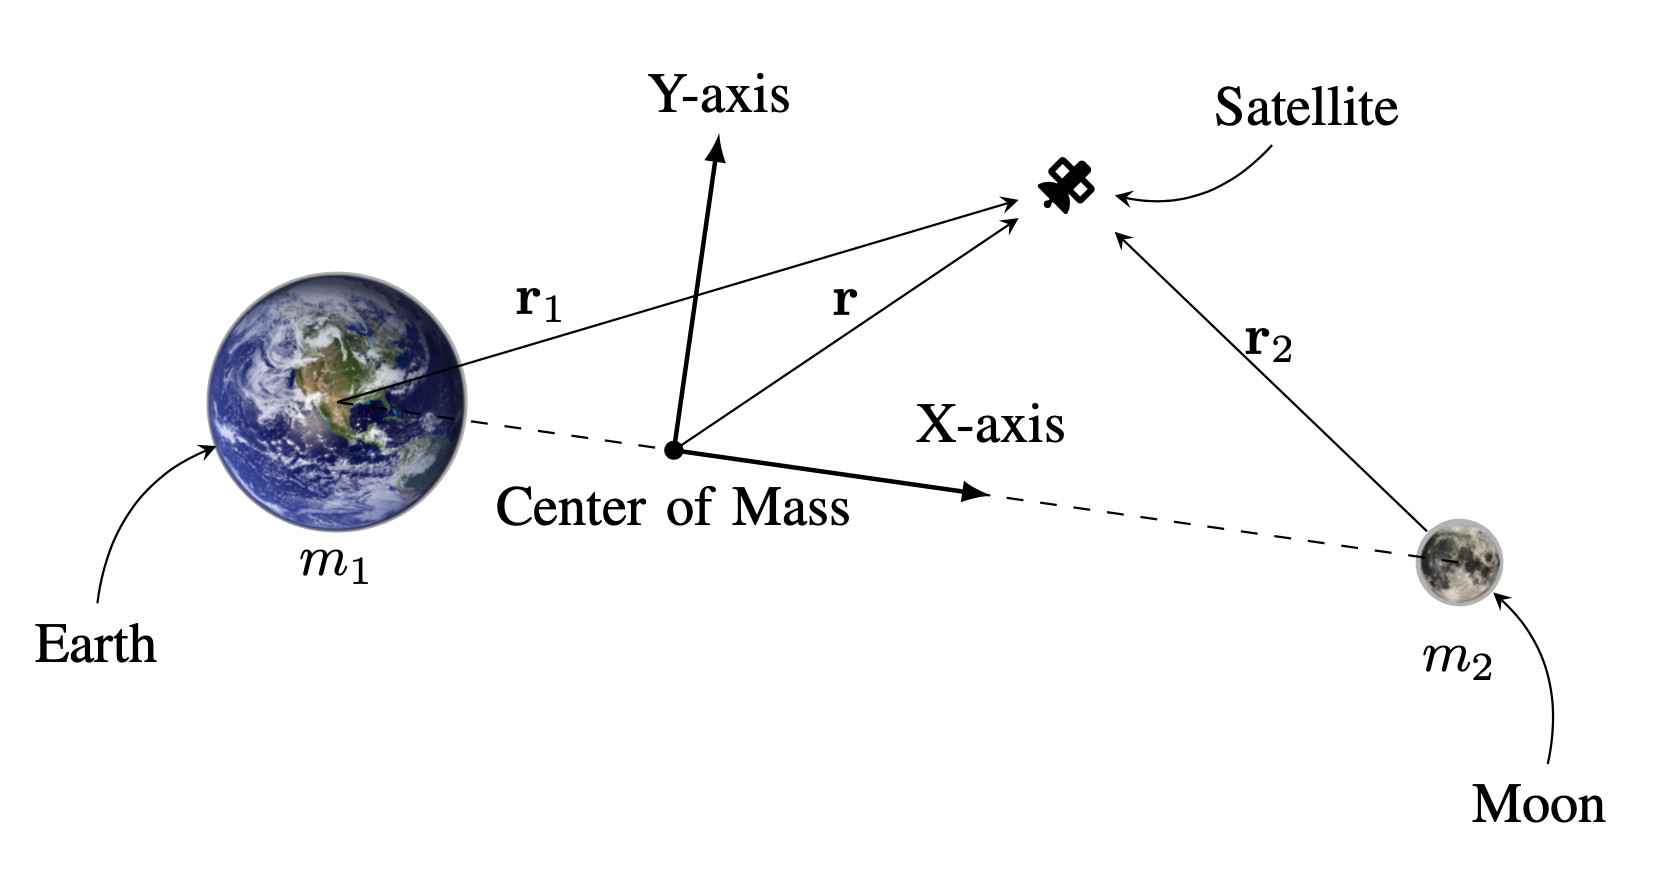 Y-axis
Satellite
r₁
r
r₂
X-axis
Center of Mass
m₁
Earth
m₂
Moon